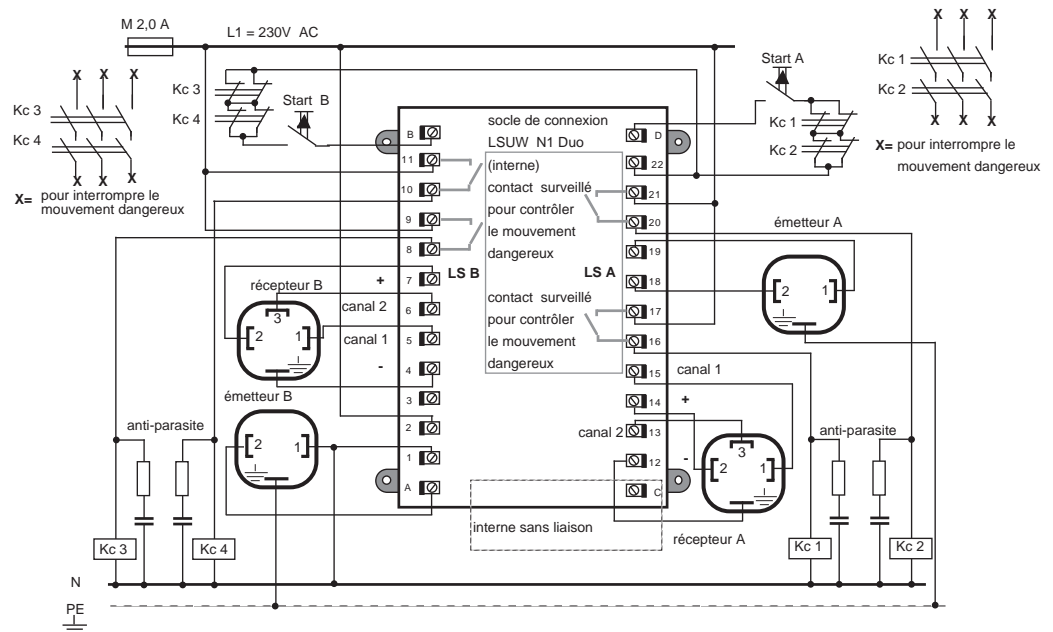 M 2,0 A
L1 = 230V  AC
X X X
Kc 3
Kc 4
X X X
X= pour interrompre le
mouvement dangereux
Kc 3
Kc 4
Start  B
Start A
Kc 1
Kc 2
X X X
Kc 1
Kc 2
X X X
X= pour interrompre le
mouvement dangereux
socle de connexion
LSUW  N1 Duo
(interne)
contact  surveillé
pour contrôler
le mouvement
dangereux
LS B
LS A
contact  surveillé
pour contrôler
le mouvement
dangereux
B
11
10
9
8
7
6
5
4
3
2
1
A
D
22
21
20
19
18
17
16
15
14
13
12
C
+
canal 2
canal 1
-
récepteur B
3
2
1
émetteur B
2
1
émetteur A
2
1
canal 1
+
canal 2
-
3
2
1
récepteur A
interne sans liaison
anti-parasite
anti-parasite
Kc 3
Kc 4
Kc 1
Kc 2
N
PE